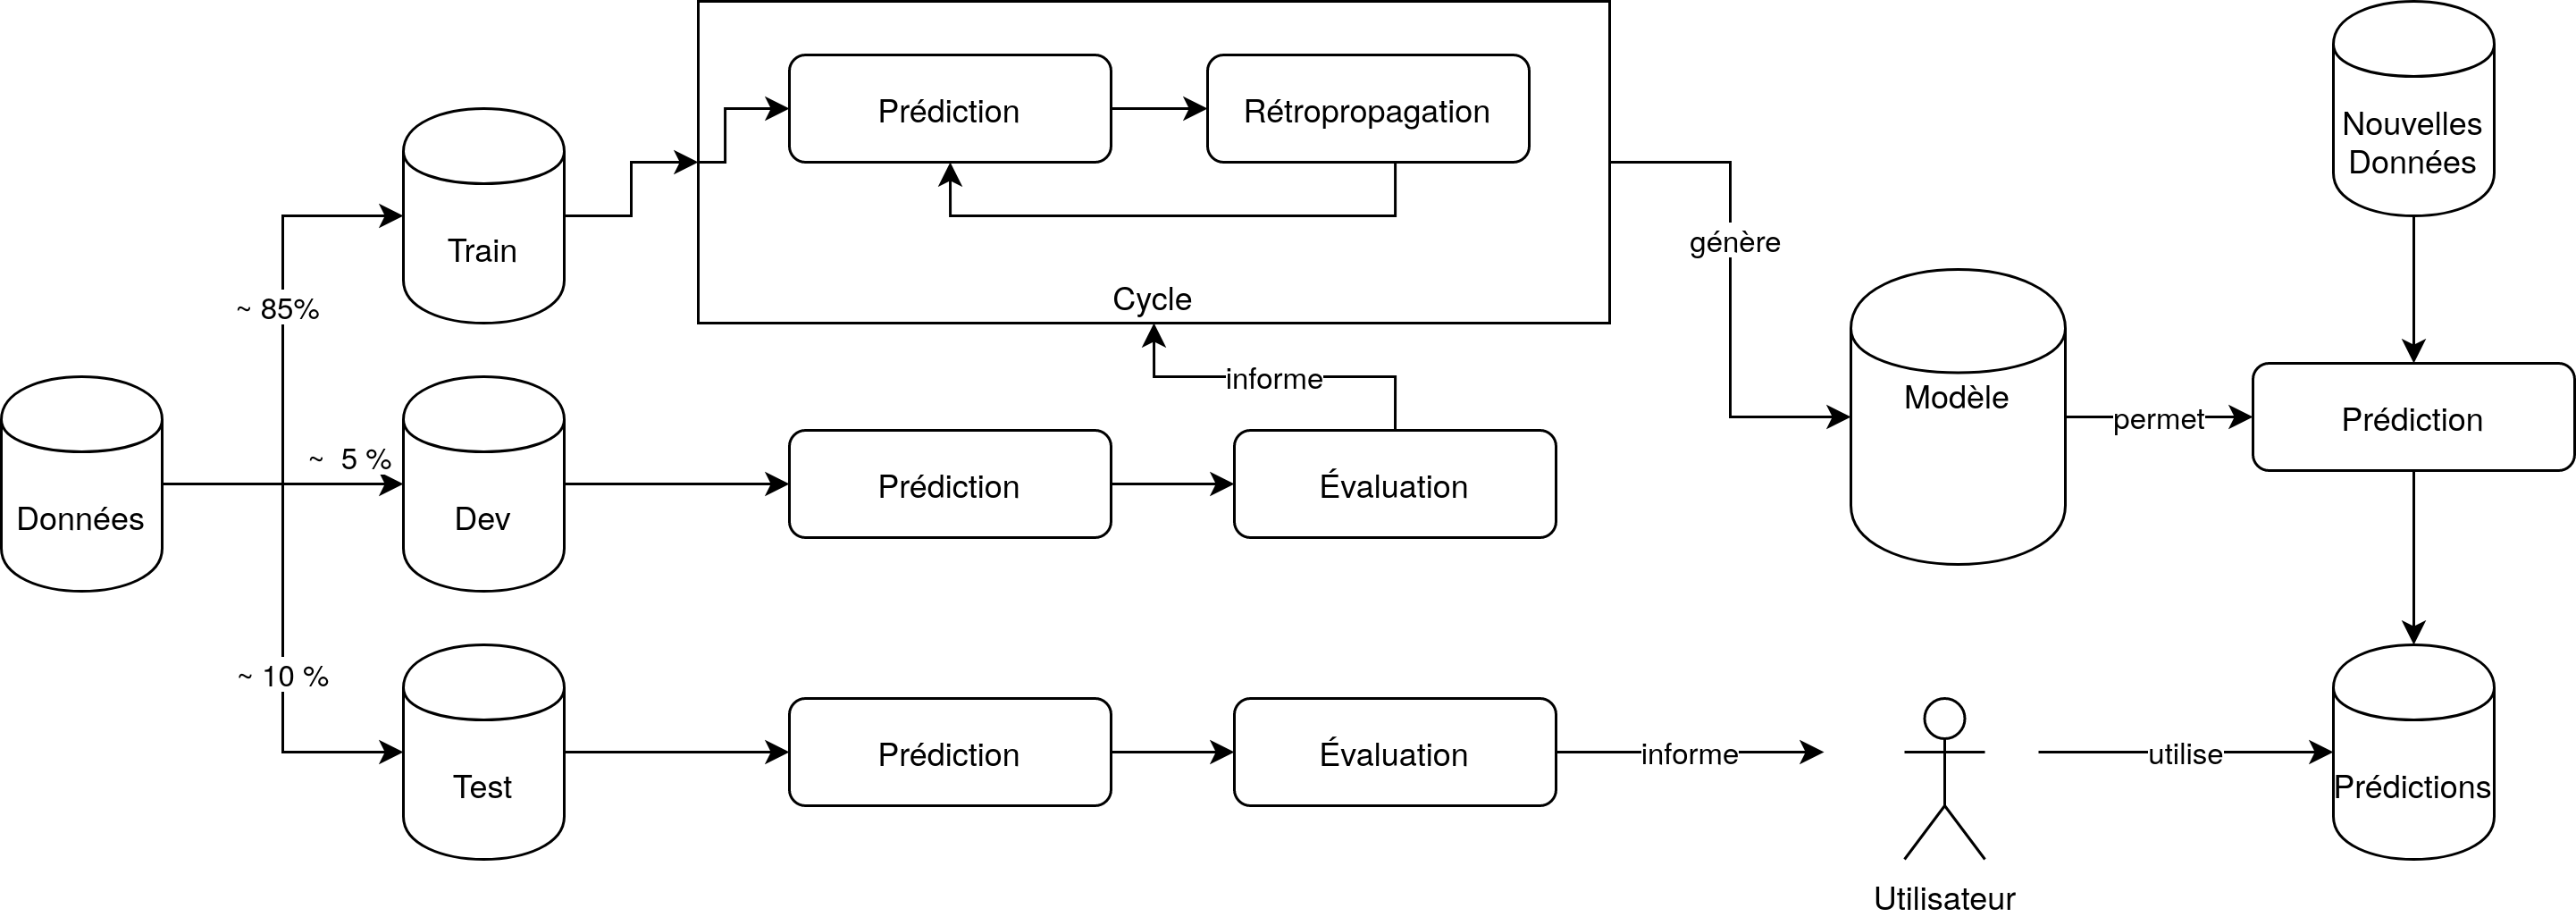 Prédiction
Rétropropagation
Nouvelles
Données
Train
génère
Cycle
~ 85%
informe
Modèle
permet
Prédiction
~ 5 %
Données
Dev
Prédiction
Évaluation
~ 10 %
Test
Prédiction
Évaluation
informe
utilise
Prédictions
Utilisateur